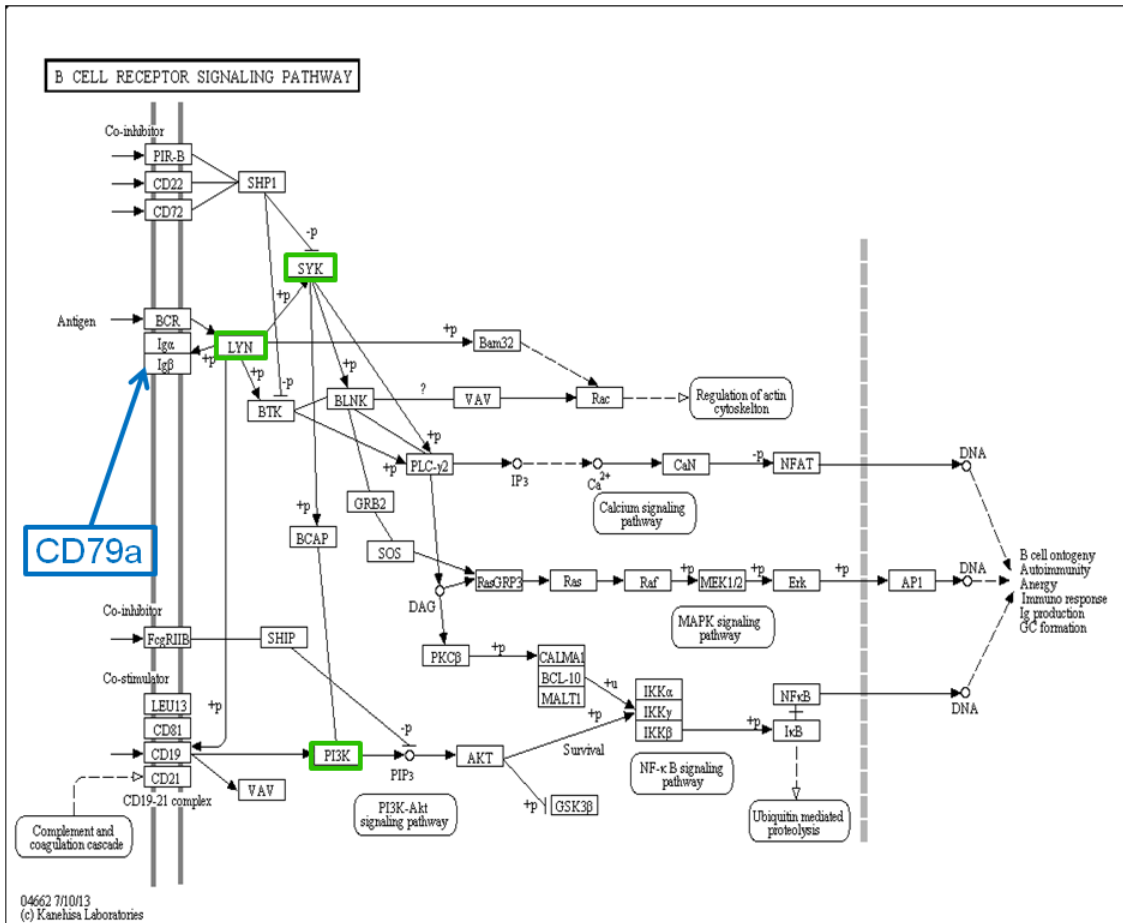 B CELL RECEPTOR SIGNALING PATHWAY
Co-inhibitor
PIR-B
CD22
SHP1
CD72
-p
SYK
+p
Antigen
BCR
+p
Igα
LYN
Bam32
Igβ
+p
+p
-p
+p
?
BTK
BLNK
VAV
Rac
Regulation of actin
cytoskelton
+p
+p
PLC-γ2
IP3
Ca2+
CaN
-p
NFAT
DNA
Calcium signaling
pathway
GRB2
+p
CD79a
BCAP
SOS
DAG
RasGRP3
Ras
Raf
+p
MEK1/2
+p
Erk
+p
AP1
DNA
B cell ontogeny
Autoimmunity
Anergy
Immuno response
Ig production
GC formation
MAPK signaling
pathway
Co-inhibitor
FcgRIIB
SHIP
PKCβ
+p
CALMA1
BCL-10
MALT1
+u
Co-stimulator
LEU13
+p
CD81
CD19
CD21
CD19-21 complex
VAV
PI3K
-p
PIP3
AKT
+p
Survival
IKKα
IKKγ
IKKβ
+p
NFκB
IκB
DNA
NF-κ B signaling
pathway
+p
GSK3β
PI3K-Akt
signaling pathway
Ubiquitin mediated
proteolysis
Complement and
coagulation cascade
04662 7/10/13
(c) Kanehisa Laboratories